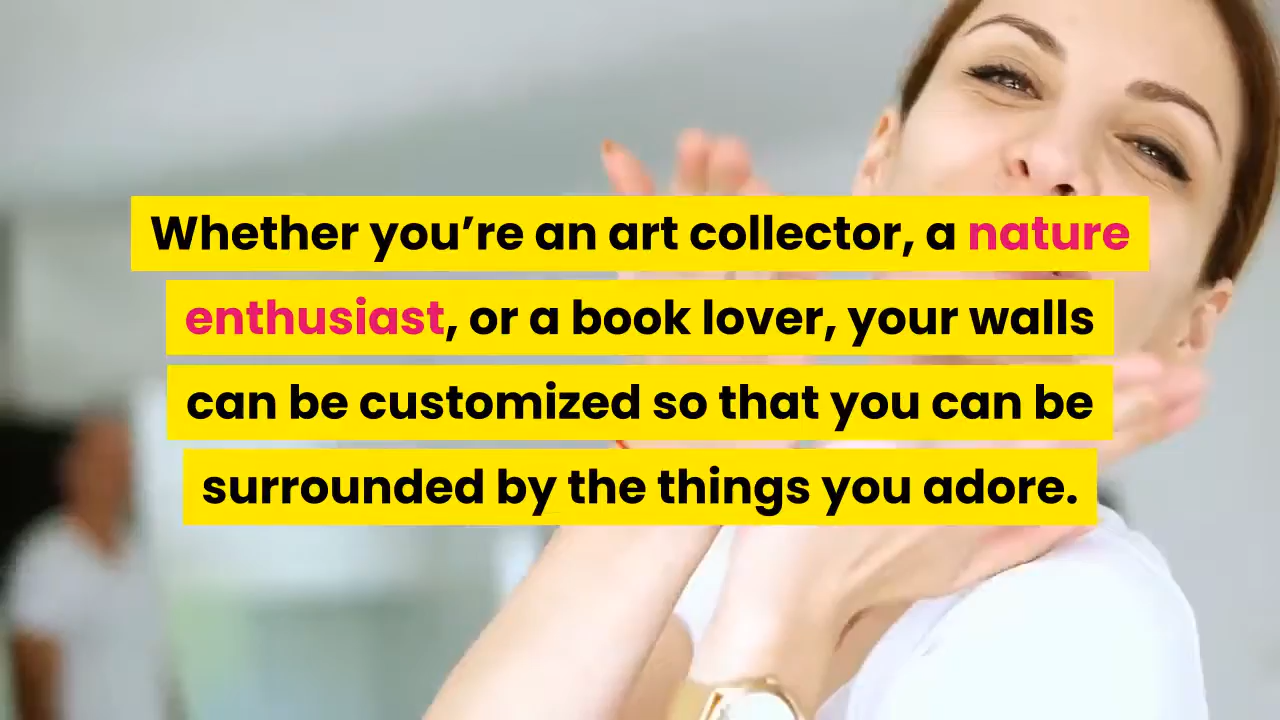 Whether you’re an art collector, a nature
enthusiast, or a book lover, your walls
can be customized so that you can be
surrounded by the things you adore.